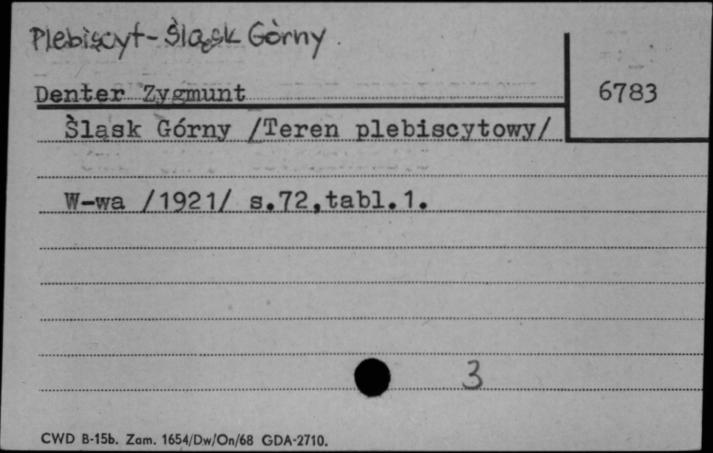 Plebiscyt - Śląsk Górny
Denter Zygmunt
6783
Śląsk Górny /Teren plebiscytowy/
W-wa /1921/ s.72,tabl.1.
3
CWD B-15b. Zam. 1654/Dw/On/68 GDA-2710.